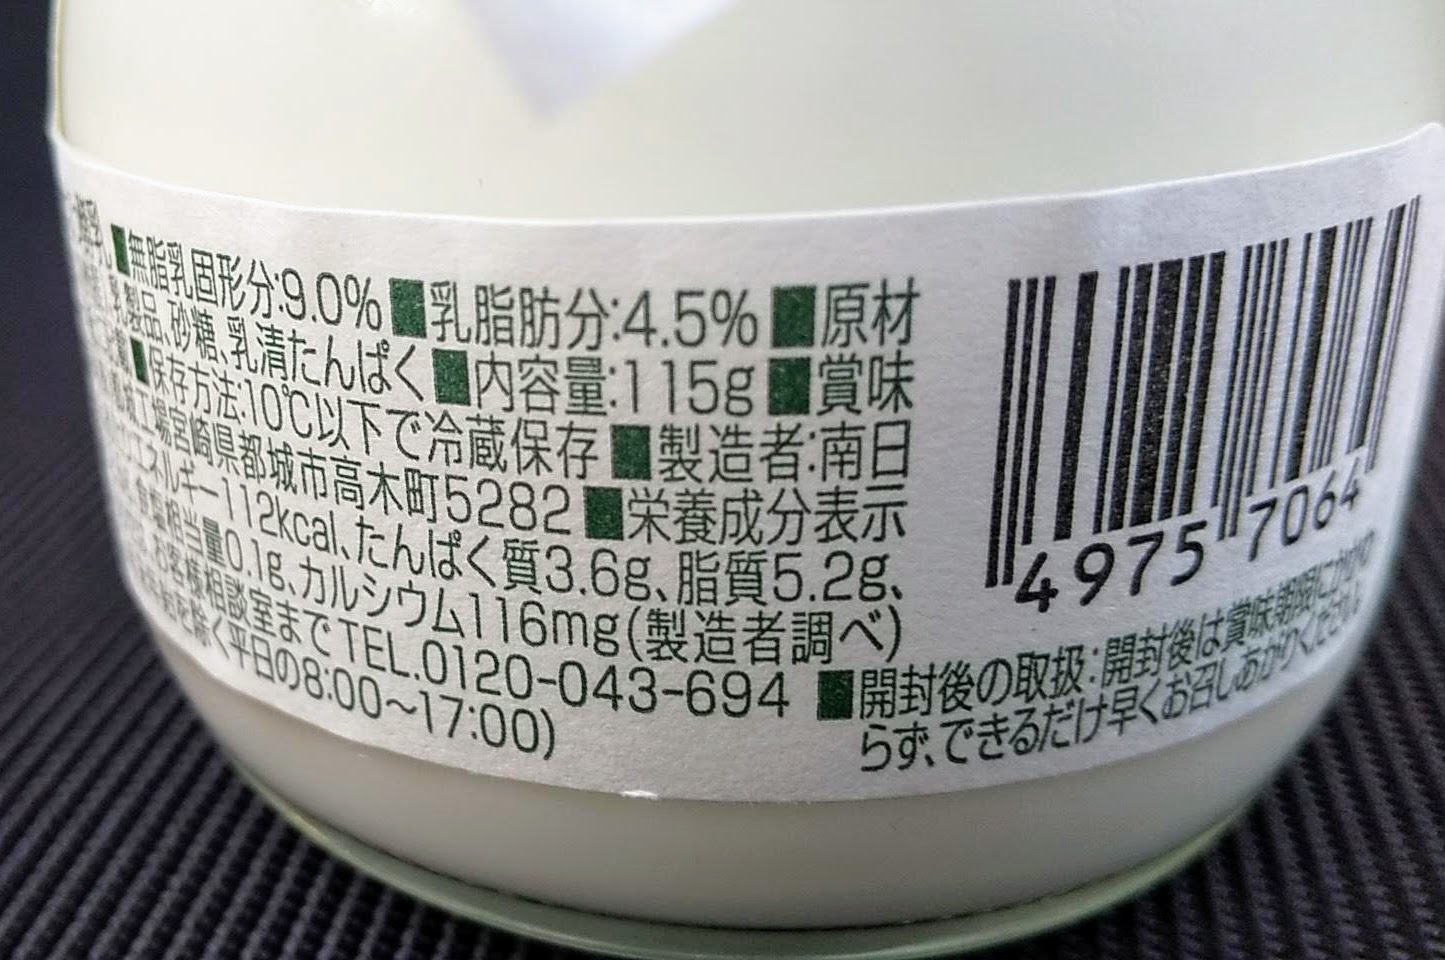 乳 ■無脂乳固形分:9.0% ■乳脂肪分:4.5% ■原材
乳製品、砂糖、乳清たんぱく ■内容量:115g ■賞味
■保存方法:10℃以下で冷蔵保存 ■製造者:南日
工場宮崎県都城市高木町5282 ■栄養成分表示
エネルギー112kcal、たんぱく質3.6g、脂質5.2g、
食塩相当量0.1g、カルシウム116mg(製造者調べ)
お客様相談室までTEL.0120-043-694
を除く平日の8:00〜17:00)
4975 7064
■開封後の取扱:開封後は賞味期限にかかわ
らず、できるだけ早くお召しあがりください。